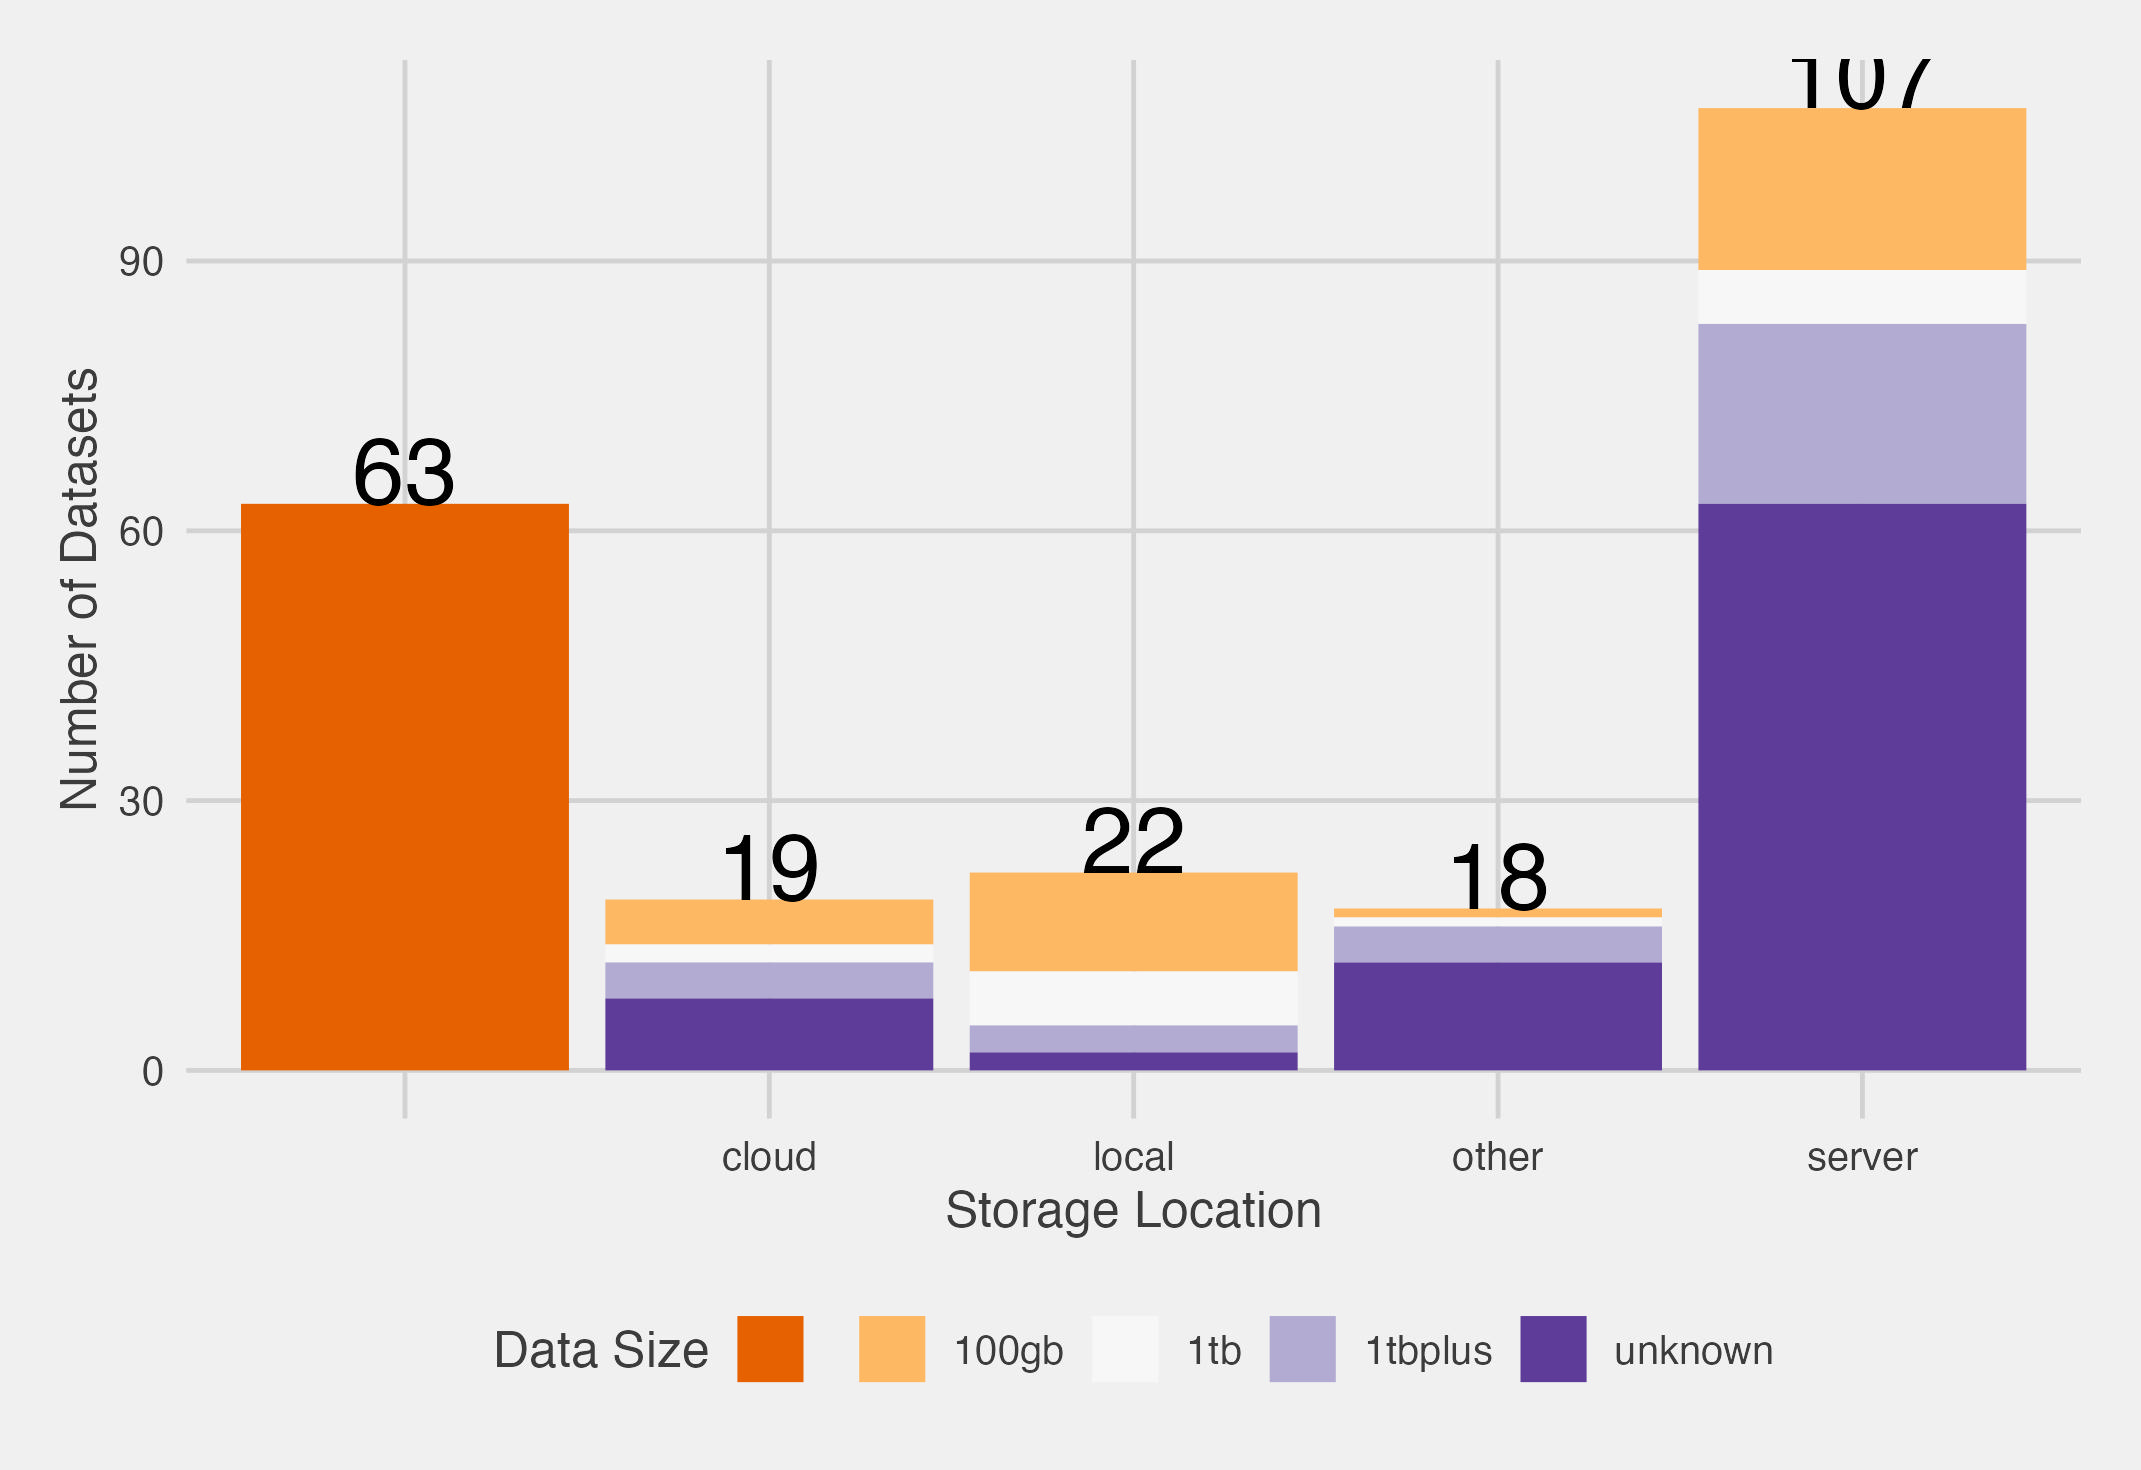 107
90
63
60
30
22
19
18
0
Number of Datasets
cloud local other server
Storage Location
Data Size 100gb 1tb 1tbplus unknown